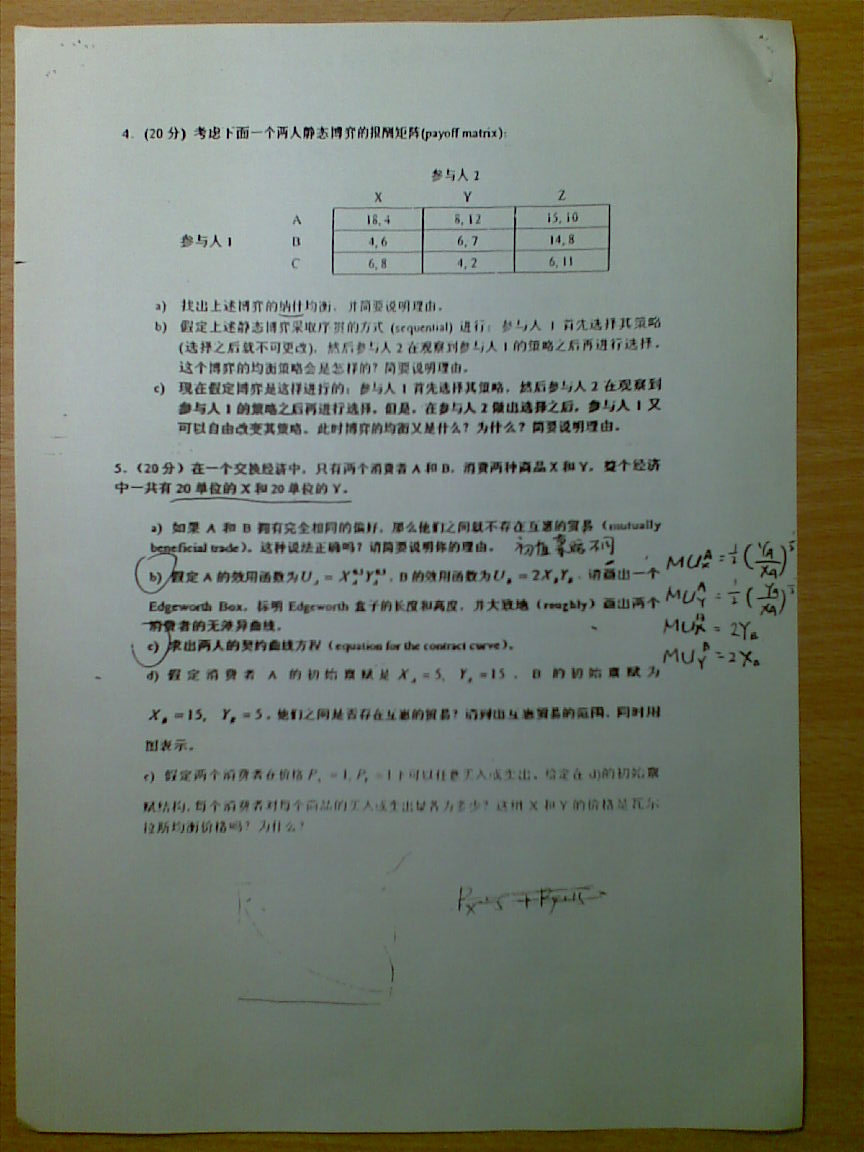 4. (20 分) 考虑下面一个两人静态博弈的报酬矩阵(payoff matrix):
参与人 2
X Y Z
A 18, 4 8, 12 15, 10
参与人 1 B 4, 6 6, 7 14, 8
C 6, 8 4, 2 6, 11
a) 找出上述博弈的纳什均衡, 并简要说明理由。
b) 假定上述静态博弈采取序贯的方式 (sequential) 进行: 参与人 1 首先选择其策略
(选择之后就不可更改), 然后参与人 2 在观察到参与人 1 的策略之后再进行选择。
这个博弈的均衡策略会是怎样的? 简要说明理由。
c) 现在假定博弈是这样进行的: 参与人 1 首先选择其策略, 然后参与人 2 在观察到
参与人 1 的策略之后再进行选择。但是, 在参与人 2 做出选择之后, 参与人 1 又
可以自由改变其策略。此时博弈的均衡又是什么? 为什么? 简要说明理由。
5. (20 分) 在一个交换经济中, 只有两个消费者 A 和 B, 消费两种商品 X 和 Y。整个经济
中一共有 20 单位的 X 和 20 单位的 Y。
a) 如果 A 和 B 拥有完全相同的偏好, 那么他们之间就不存在互惠的贸易 (mutually
beneficial trade)。这种说法正确吗? 请简要说明你的理由。 初值禀赋不同
b) 假定 A 的效用函数为 U_A = X_A^0.5 Y_A^0.5, B 的效用函数为 U_B = 2X_B Y_B. 请画出一个 MU_X^A = 1/2 (Y_A/X_A)
Edgeworth Box, 标明 Edgeworth 盒子的长度和高度, 并大致地 (roughly) 画出两个 MU_Y^A = 1/2
消费者的无差异曲线。 MU_X^B = 2Y_B
c) 求出两人的契约曲线方程 (equation for the contract curve)。 MU_Y^B = 2X_B
d) 假定消费者 A 的初始禀赋是 X_A = 5, Y_A = 15, B 的初始禀赋为
X_B = 15, Y_B = 5, 他们之间是否存在互惠的贸易? 请列出互惠贸易的范围, 同时用
图表示。
e) 假定两个消费者在价格 P_x = 1, P_y = 1 下可以任意买入或卖出。给定在 d)的初始禀
赋结构, 每个消费者对每个商品的买入或卖出量各为多少? 这组 X 和 Y 的价格是瓦尔
拉斯均衡价格吗? 为什么?